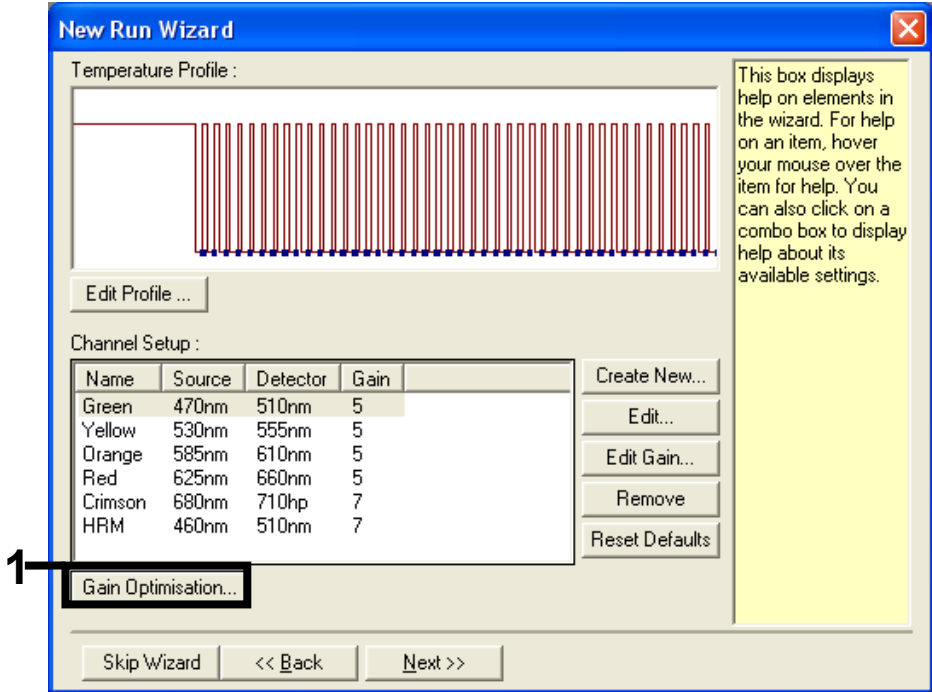 New Run Wizard
Temperature Profile :
This box displays
help on elements in
the wizard. For help
on an item, hover
your mouse over the
item for help. You
can also click on a
combo box to display
help about its
available settings.
Edit Profile ...
Channel Setup :
Name Source Detector Gain
Green 470nm 510nm 5
Yellow 530nm 555nm 5
Orange 585nm 610nm 5
Red 625nm 660nm 5
Crimson 680nm 710hp 7
HRM 460nm 510nm 7
Create New...
Edit...
Edit Gain...
Remove
Reset Defaults
1
Gain Optimisation...
Skip Wizard << Back Next >>